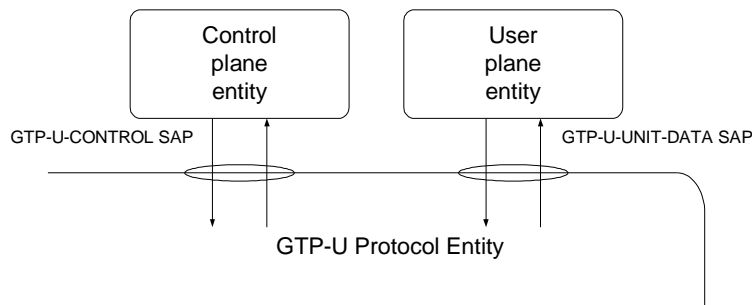 Control
plane
entity
User
plane
entity
GTP-U-CONTROL SAP
GTP-U-UNIT-DATA SAP
GTP-U Protocol Entity